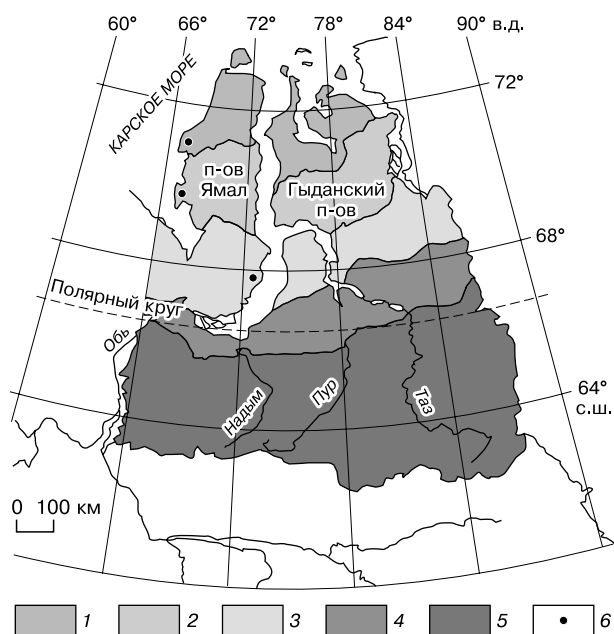 60° 66° 72° 78° 84° 90° в.д.
72°
КАРСКОЕ МОРЕ
п-ов
Ямал
Гыданский
п-ов
68°
Полярный круг
Обь
Надым
Пур
Таз
64°
с.ш.
0 100 км
1 2 3 4 5 6